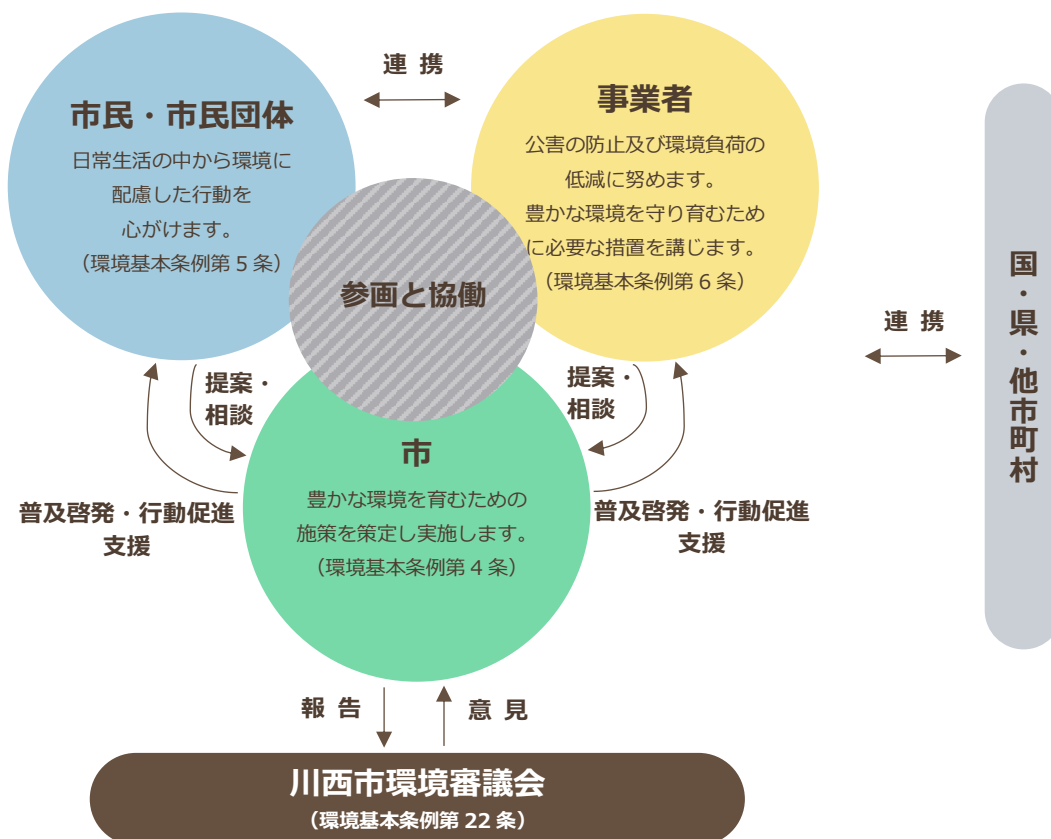 連 携
市民・市民団体
日常生活の中から環境に
配慮した行動を
心がけます。
（環境基本条例第 5 条）
事業者
公害の防止及び環境負荷の
低減に努めます。
豊かな環境を守り育むため
に必要な措置を講じます。
（環境基本条例第 6 条）
参画と協働
連 携
国・県・他市町村
提案・
相談
提案・
相談
市
豊かな環境を育むための
施策を策定し実施します。
（環境基本条例第 4 条）
普及啓発・行動促進
支援
普及啓発・行動促進
支援
報 告
意 見
川西市環境審議会
（環境基本条例第 22 条）